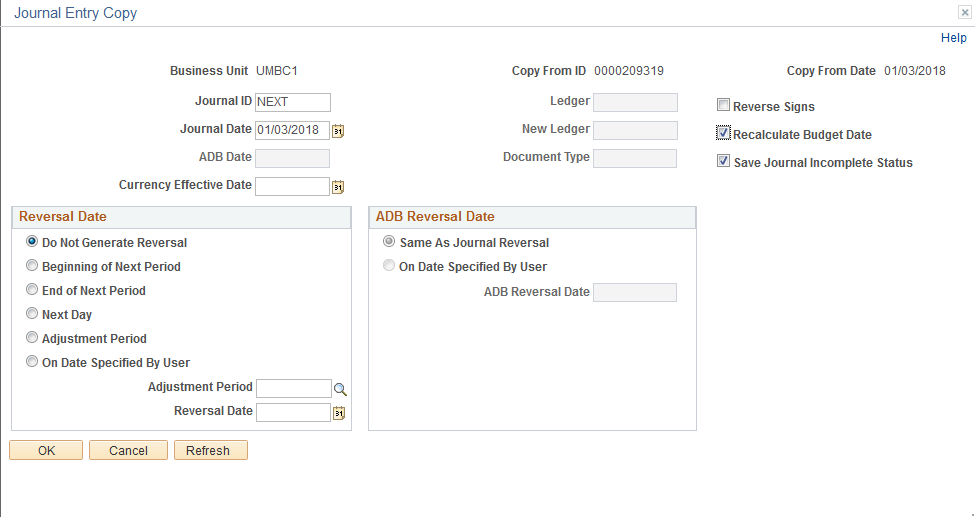 Journal Entry Copy
Help
Business Unit UMBC1 Copy From ID 0000209319 Copy From Date 01/03/2018
Journal ID NEXT Ledger Reverse Signs
Journal Date 01/03/2018 31 New Ledger Recalculate Budget Date
ADB Date Document Type Save Journal Incomplete Status
Currency Effective Date 31
Reversal Date ADB Reversal Date
Do Not Generate Reversal Same As Journal Reversal
Beginning of Next Period On Date Specified By User
End of Next Period ADB Reversal Date
Next Day
Adjustment Period
On Date Specified By User
Adjustment Period
Reversal Date 31
OK Cancel Refresh